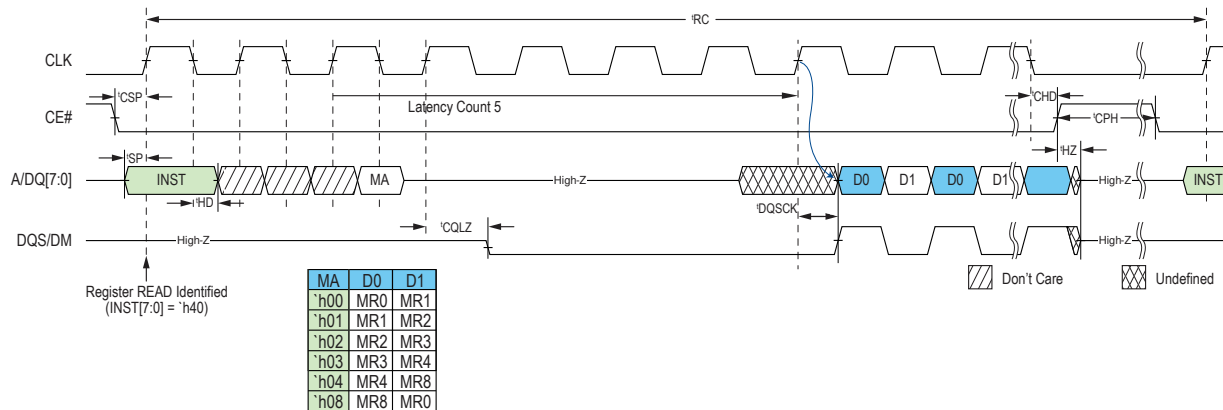 tRC
CLK
tCSP
Latency Count 5
tCHD
CE#
tCPH
tSP
tHZ
A/DQ[7:0]
INST
MA
High-Z
D0
D1
D0
D1
High-Z
INST
tHD
tDQSCK
tCQLZ
DQS/DM
High-Z
High-Z
Register READ Identified
(INST[7:0] = `h40)
Don't Care
Undefined
MA D0 D1
`h00 MR0 MR1
`h01 MR1 MR2
`h02 MR2 MR3
`h03 MR3 MR4
`h04 MR4 MR8
`h08 MR8 MR0